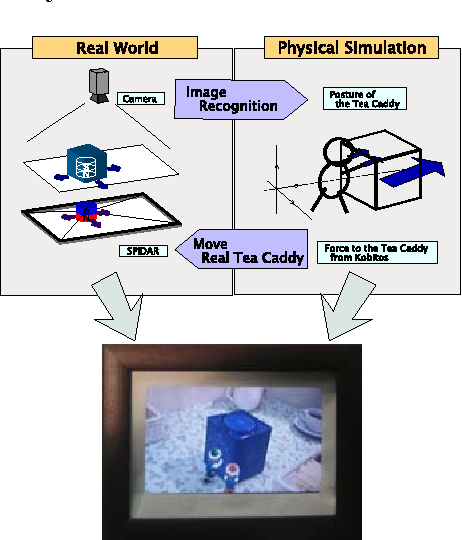 Real World
Physical Simulation
Camera
Image
Recognition
Posture of
the Tea Caddy
SPIDAR
Move
Real Tea Caddy
Force to the Tea Caddy
from Kobitos